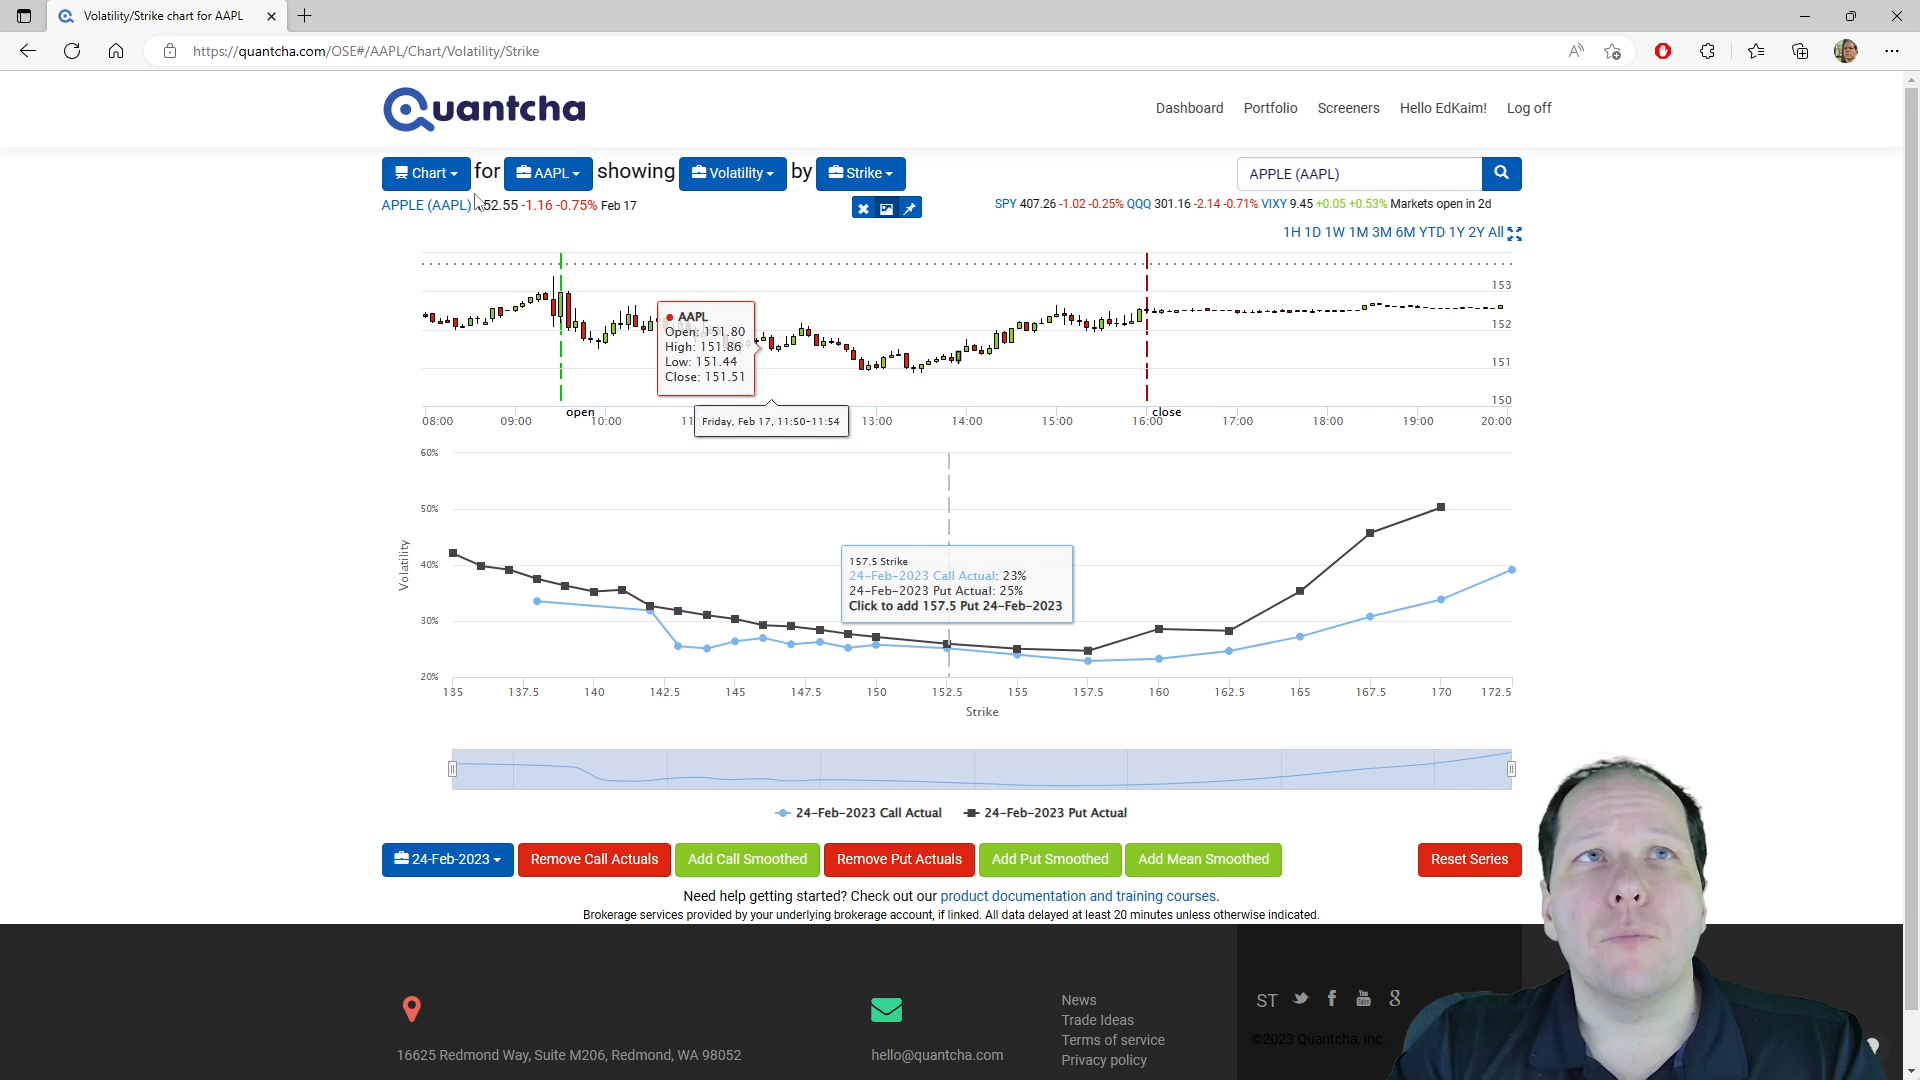 Volatility/Strike chart for AAPL
https://quantcha.com/OSE#/AAPL/Chart/Volatility/Strike
Quantcha
Dashboard Portfolio Screeners Hello EdKaim! Log off
Chart for AAPL showing Volatility by Strike
APPLE (AAPL)
APPLE (AAPL) 52.55 -1.16 -0.75% Feb 17
SPY 407.26 -1.02 -0.25% QQQ 301.16 -2.14 -0.71% VIXY 9.45 +0.05 +0.53% Markets open in 2d
1H 1D 1W 1M 3M 6M YTD 1Y 2Y All
153
152
151
150
AAPL
Open: 151.80
High: 151.86
Low: 151.44
Close: 151.51
open
close
08:00 09:00 10:00 11 13:00 14:00 15:00 16:00 17:00 18:00 19:00 20:00
Friday, Feb 17, 11:50-11:54
60%
50%
40%
30%
20%
Volatility
157.5 Strike
24-Feb-2023 Call Actual: 23%
24-Feb-2023 Put Actual: 25%
Click to add 157.5 Put 24-Feb-2023
135 137.5 140 142.5 145 147.5 150 152.5 155 157.5 160 162.5 165 167.5 170 172.5
Strike
24-Feb-2023 Call Actual 24-Feb-2023 Put Actual
24-Feb-2023 Remove Call Actuals Add Call Smoothed Remove Put Actuals Add Put Smoothed Add Mean Smoothed Reset Series
Need help getting started? Check out our product documentation and training courses.
Brokerage services provided by your underlying brokerage account, if linked. All data delayed at least 20 minutes unless otherwise indicated.
16625 Redmond Way, Suite M206, Redmond, WA 98052
hello@quantcha.com
News
Trade Ideas
Terms of service
Privacy policy
ST
©2023 Quantcha, Inc.